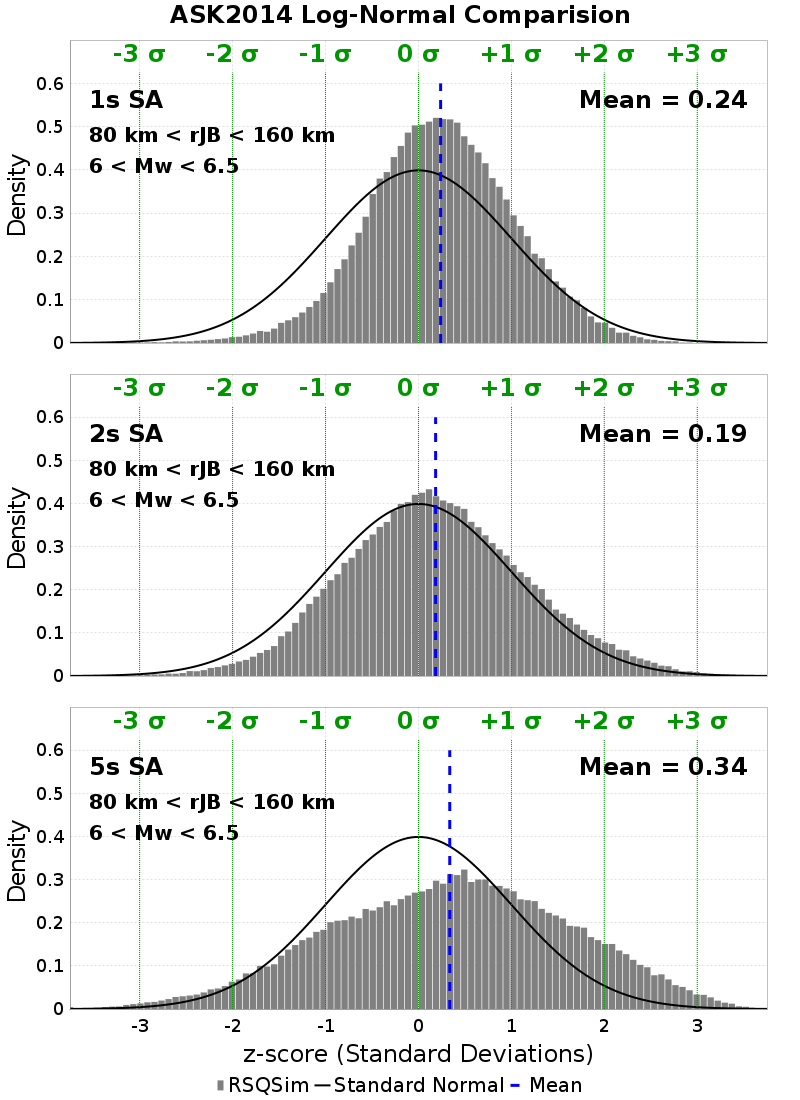 ASK2014 Log-Normal Comparision
-3 σ -2 σ -1 σ 0 σ +1 σ +2 σ +3 σ
0.6
1s SA Mean = 0.24
0.5
80 km < rJB < 160 km
0.4
6 < Mw < 6.5
0.3
0.2
0.1
0
Density
-3 σ -2 σ -1 σ 0 σ +1 σ +2 σ +3 σ
0.6
2s SA Mean = 0.19
0.5
80 km < rJB < 160 km
0.4
6 < Mw < 6.5
0.3
0.2
0.1
0
Density
-3 σ -2 σ -1 σ 0 σ +1 σ +2 σ +3 σ
0.6
5s SA Mean = 0.34
0.5
80 km < rJB < 160 km
0.4
6 < Mw < 6.5
0.3
0.2
0.1
0
Density
-3 -2 -1 0 1 2 3
z-score (Standard Deviations)
RSQSim Standard Normal Mean